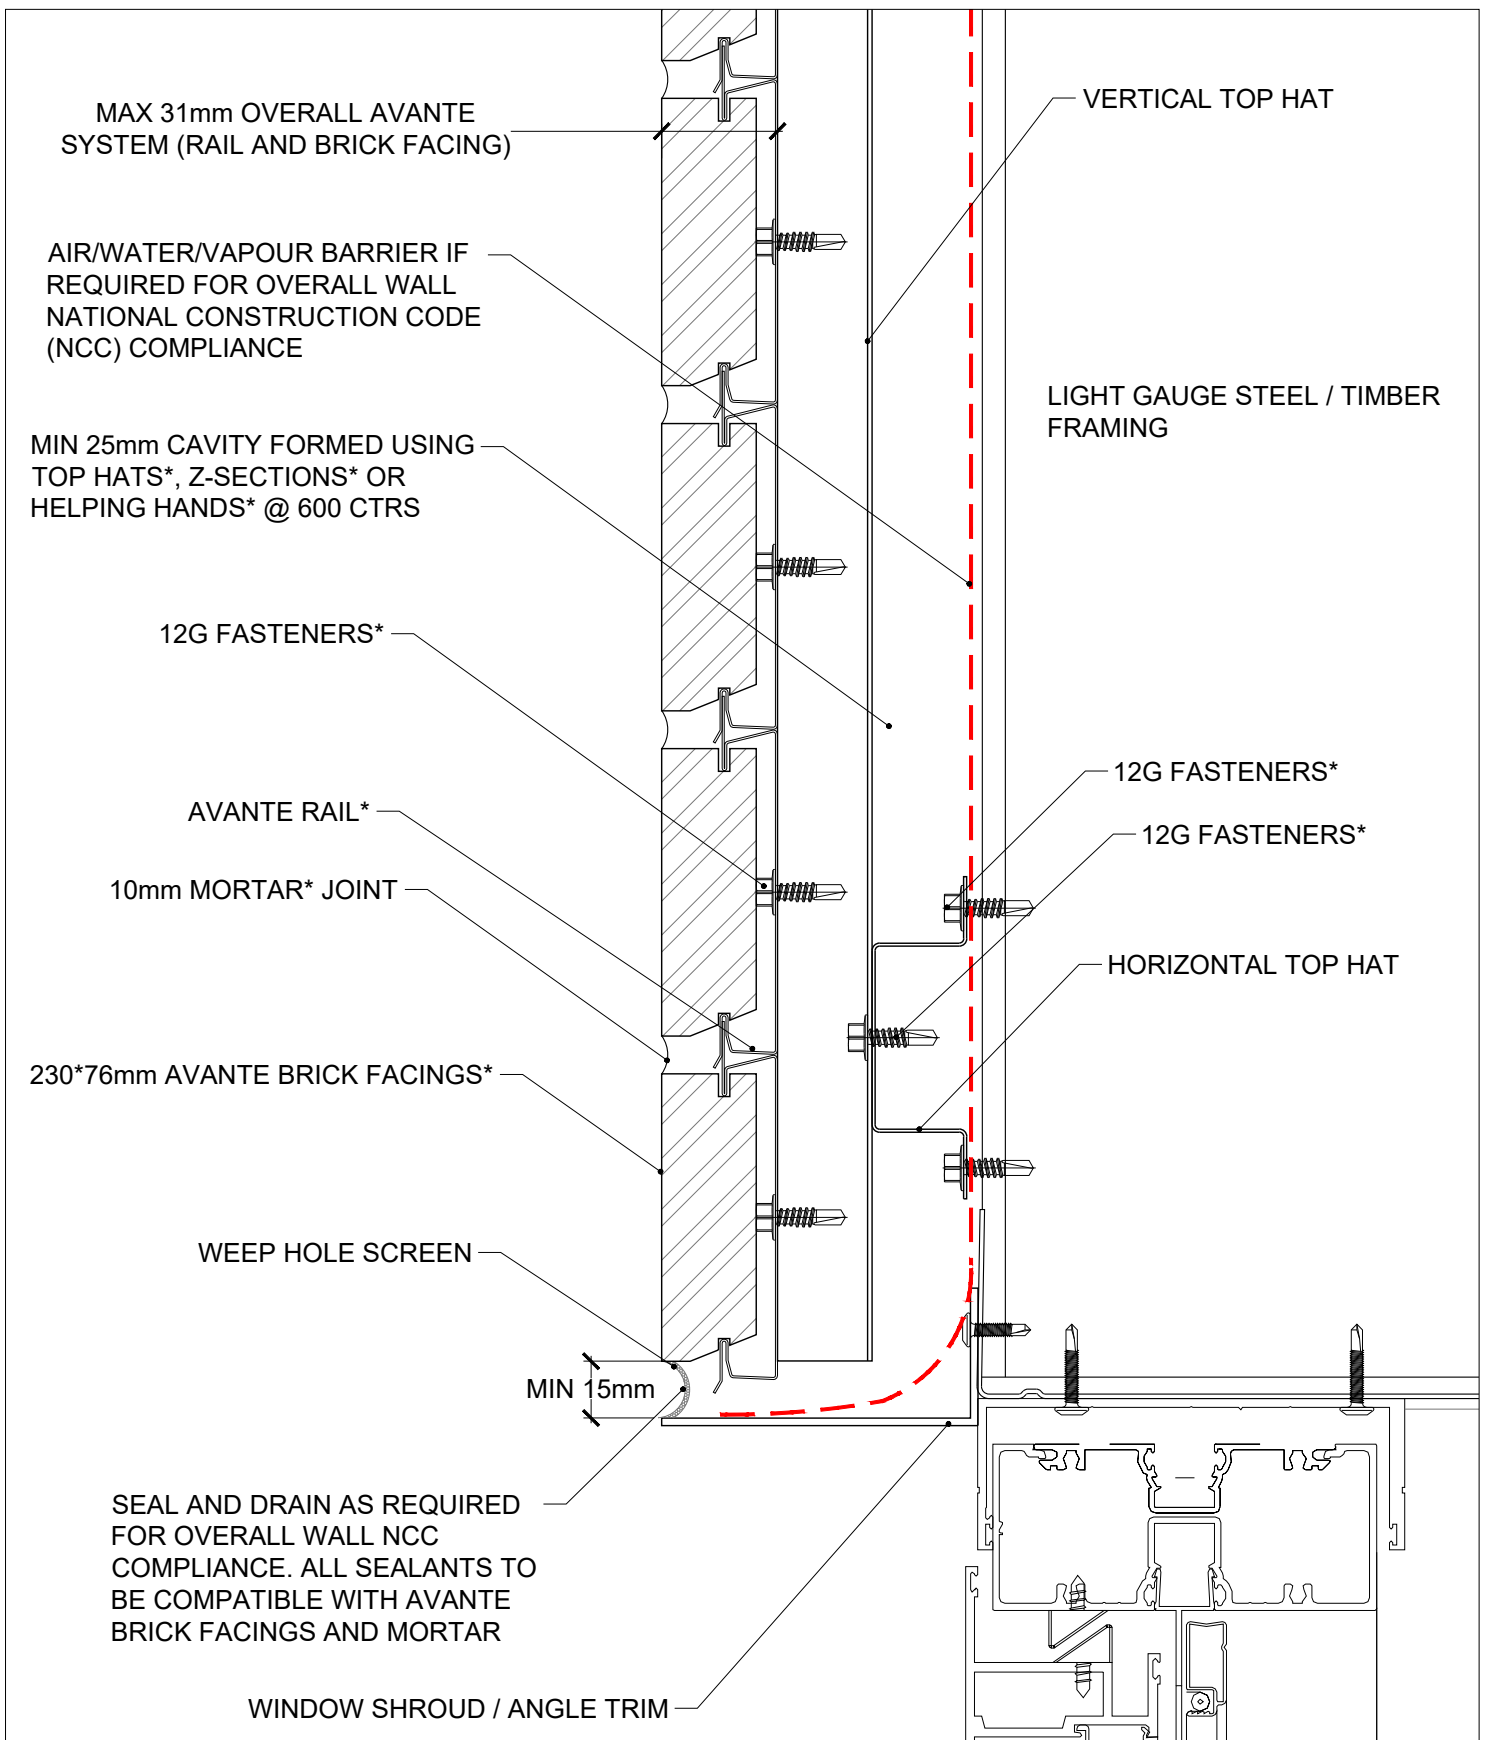 MAX 31mm OVERALL AVANTE
SYSTEM (RAIL AND BRICK FACING)
VERTICAL TOP HAT
AIR/WATER/VAPOUR BARRIER IF
REQUIRED FOR OVERALL WALL
NATIONAL CONSTRUCTION CODE
(NCC) COMPLIANCE
LIGHT GAUGE STEEL / TIMBER
FRAMING
MIN 25mm CAVITY FORMED USING
TOP HATS*, Z-SECTIONS* OR
HELPING HANDS* @ 600 CTRS
12G FASTENERS*
12G FASTENERS*
AVANTE RAIL*
12G FASTENERS*
10mm MORTAR* JOINT
HORIZONTAL TOP HAT
230*76mm AVANTE BRICK FACINGS*
WEEP HOLE SCREEN
MIN 15mm
SEAL AND DRAIN AS REQUIRED
FOR OVERALL WALL NCC
COMPLIANCE. ALL SEALANTS TO
BE COMPATIBLE WITH AVANTE
BRICK FACINGS AND MORTAR
WINDOW SHROUD / ANGLE TRIM